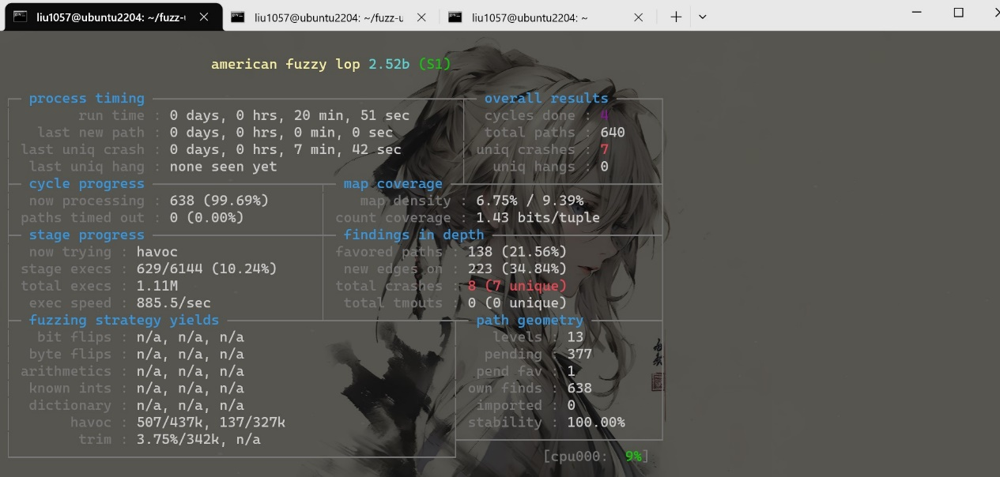 liu1057@ubuntu2204: ~/fuzz-u
liu1057@ubuntu2204: ~/fuzz-u
liu1057@ubuntu2204: ~
american fuzzy lop 2.52b (S1)
process timing
run time : 0 days, 0 hrs, 20 min, 51 sec
last new path : 0 days, 0 hrs, 0 min, 0 sec
last uniq crash : 0 days, 0 hrs, 7 min, 42 sec
last uniq hang : none seen yet
overall results
cycles done : 4
total paths : 640
uniq crashes : 7
uniq hangs : 0
cycle progress
now processing : 638 (99.69%)
paths timed out : 0 (0.00%)
map coverage
map density : 6.75% / 9.39%
count coverage : 1.43 bits/tuple
stage progress
now trying : havoc
stage execs : 629/6144 (10.24%)
total execs : 1.11M
exec speed : 885.5/sec
findings in depth
favored paths : 138 (21.56%)
new edges on : 223 (34.84%)
total crashes : 8 (7 unique)
total tmouts : 0 (0 unique)
fuzzing strategy yields
bit flips : n/a, n/a, n/a
byte flips : n/a, n/a, n/a
arithmetics : n/a, n/a, n/a
known ints : n/a, n/a, n/a
dictionary : n/a, n/a, n/a
havoc : 507/437k, 137/327k
trim : 3.75%/342k, n/a
path geometry
levels : 13
pending : 377
pend fav : 1
own finds : 638
imported : 0
stability : 100.00%
[cpu000: 9%]